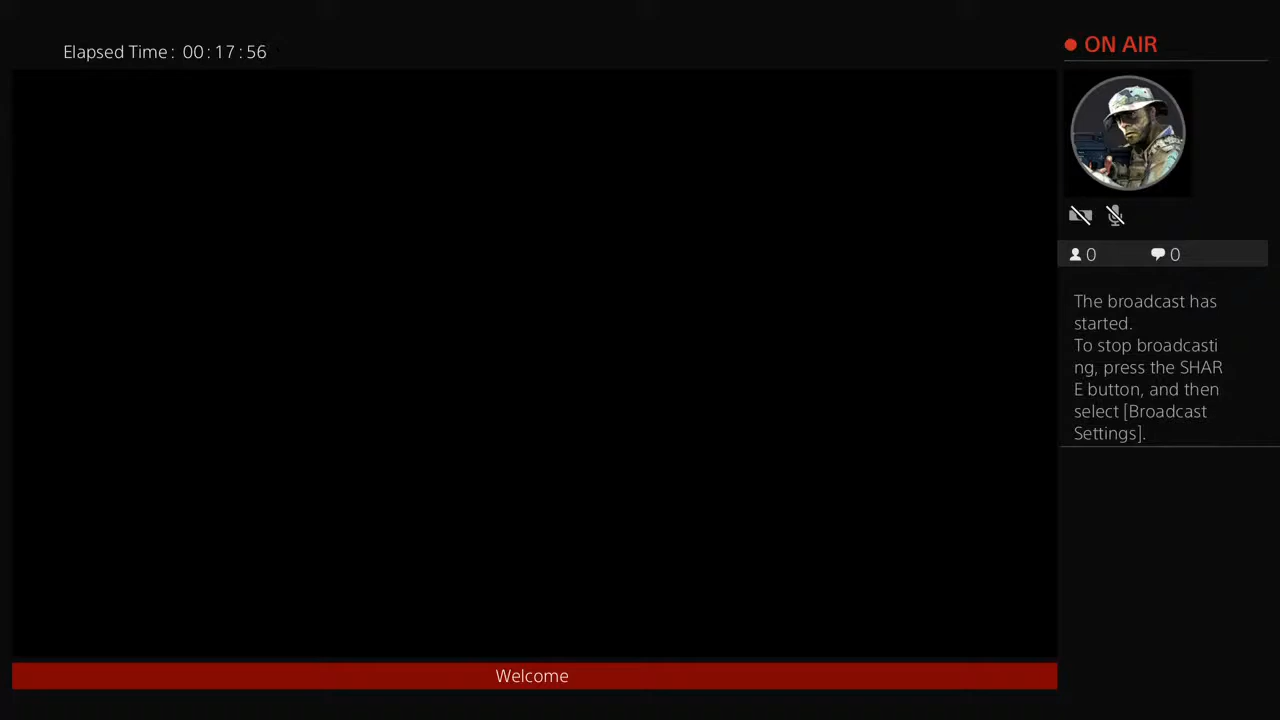 Elapsed Time: 00:17:56
ON AIR
0
0
The broadcast has
started.
To stop broadcasti
ng, press the SHAR
E button, and then
select [Broadcast
Settings].
Welcome